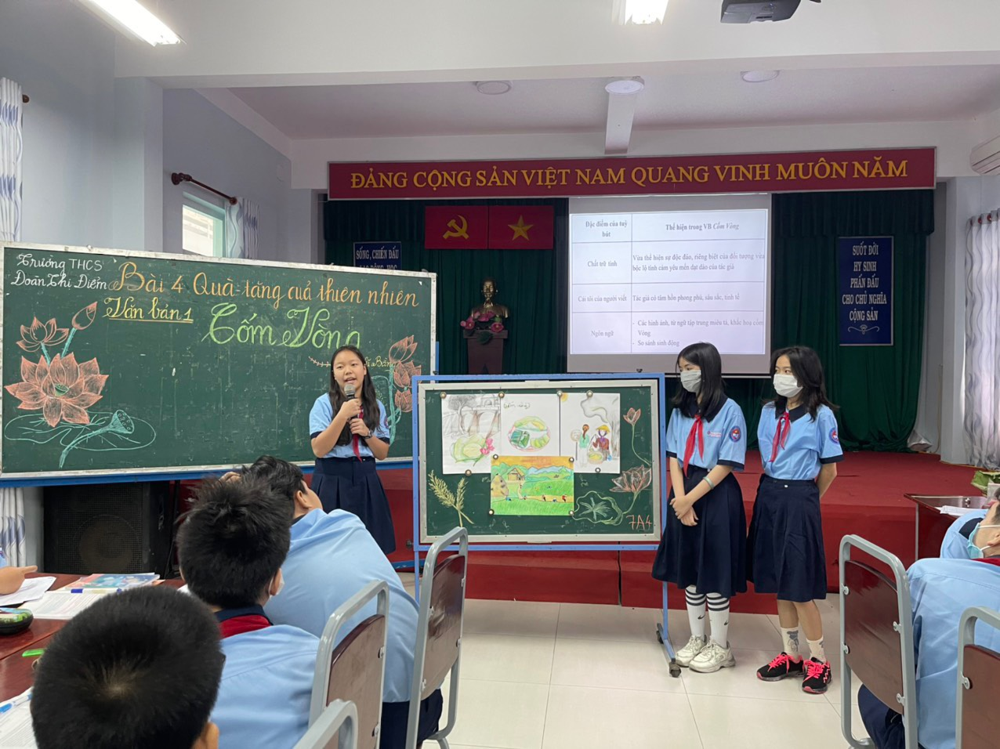 ĐẢNG CỘNG SẢN VIỆT NAM QUANG VINH MUÔN NĂM
Trường THCS
Đoàn Thị Điểm
Bài 4 Quà tặng của thiên nhiên
Văn bản 1
Cốm Vòng
Bằng
SỐNG, CHIẾN ĐẤU
Đặc điểm của tuỳ bút
Thể hiện trong VB Cốm Vòng
Chất trữ tình
Vừa thể hiện sự độc đáo, riêng biệt của đối tượng vừa
bộc lộ tình cảm yêu mến dạt dào của tác giả
Cái tôi của người viết
Tác giả có tâm hồn phong phú, sâu sắc, tinh tế
Ngôn ngữ
- Các hình ảnh, từ ngữ tập trung miêu tả, khắc hoạ cốm
Vòng
- So sánh sinh động
SUỐT ĐỜI
HY SINH
PHẤN ĐẤU
CHO CHỦ NGHĨA
CỘNG SẢN
7A4